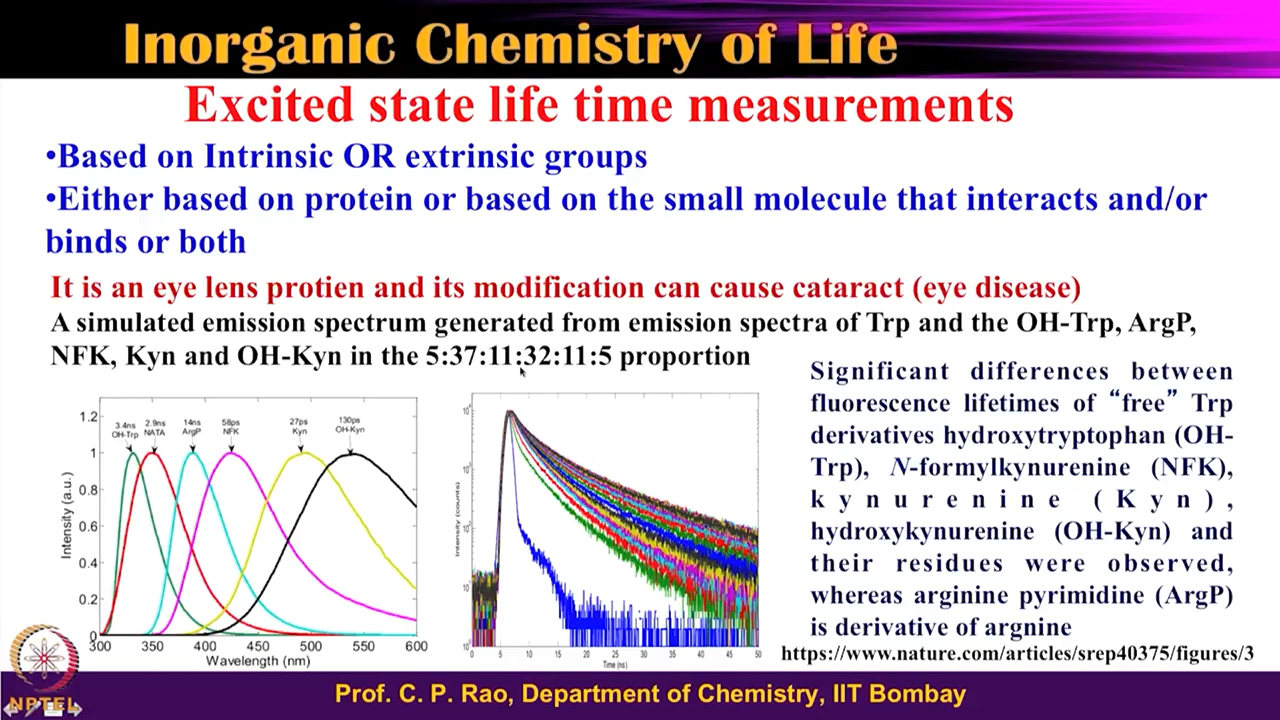 Inorganic Chemistry of Life
Excited state life time measurements
•Based on Intrinsic OR extrinsic groups
•Either based on protein or based on the small molecule that interacts and/or
binds or both
It is an eye lens protien and its modification can cause cataract (eye disease)
A simulated emission spectrum generated from emission spectra of Trp and the OH-Trp, ArgP,
NFK, Kyn and OH-Kyn in the 5:37:11:32:11:5 proportion
1.2
1
0.8
0.6
0.4
0.2
0
Intensity (a.u.)
3.4ns
OH-Trp
2.9ns
NATA
14ns
ArgP
58ps
NFK
27ps
Kyn
130ps
OH-Kyn
300 350 400 450 500 550 600
Wavelength (nm)
Intensity (counts)
10⁴
10³
10²
10¹
10⁰
0 5 10 15 20 25 30 35 40 45 50
Time (ns)
Significant differences between
fluorescence lifetimes of “free” Trp
derivatives hydroxytryptophan (OH-
Trp), N-formylkynurenine (NFK),
kynurenine (Kyn),
hydroxykynurenine (OH-Kyn) and
their residues were observed,
whereas arginine pyrimidine (ArgP)
is derivative of argnine
https://www.nature.com/articles/srep40375/figures/3
NPTEL
Prof. C. P. Rao, Department of Chemistry, IIT Bombay